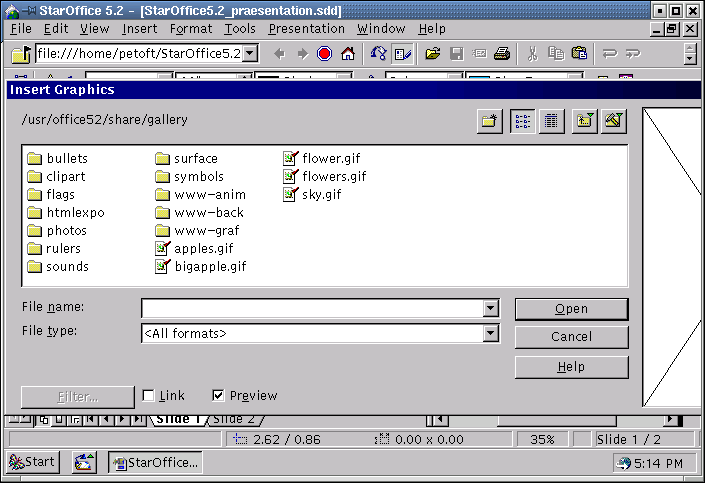 StarOffice 5.2 - [StarOffice5.2_praesentation.sdd]
File Edit View Insert Format Tools Presentation Window Help
file:///home/petoft/StarOffice5.2
Insert Graphics
/usr/office52/share/gallery
bullets surface flower.gif
clipart symbols flowers.gif
flags www-anim sky.gif
htmlexpo www-back
photos www-graf
rulers apples.gif
sounds bigapple.gif
File name: Open
File type: <All formats> Cancel
Help
Filter... Link Preview
Slide 1 Slide 2
2.62 / 0.86 0.00 x 0.00 35% Slide 1 / 2
Start StarOffice... 5:14 PM